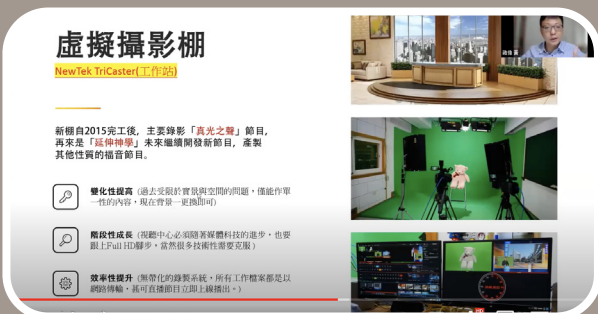 虛擬攝影棚
NewTek TriCaster(工作站)
新棚自2015完工後，主要錄影「真光之聲」節目，
再來是「延伸神學」未來繼續開發新節目，產製
其他性質的福音節目。
變化性提高（過去受限於實景與空間的問題，僅能作單
一性的內容，現在背景一更換即可）
階段性成長（視聽中心必須隨著媒體科技的進步，也要
跟上Full HD腳步，當然很多技術性需要克服）
效率性提升（無帶化的錄製系統，所有工作檔案都是以
網路傳輸，甚可直播節目立即上線播出。）